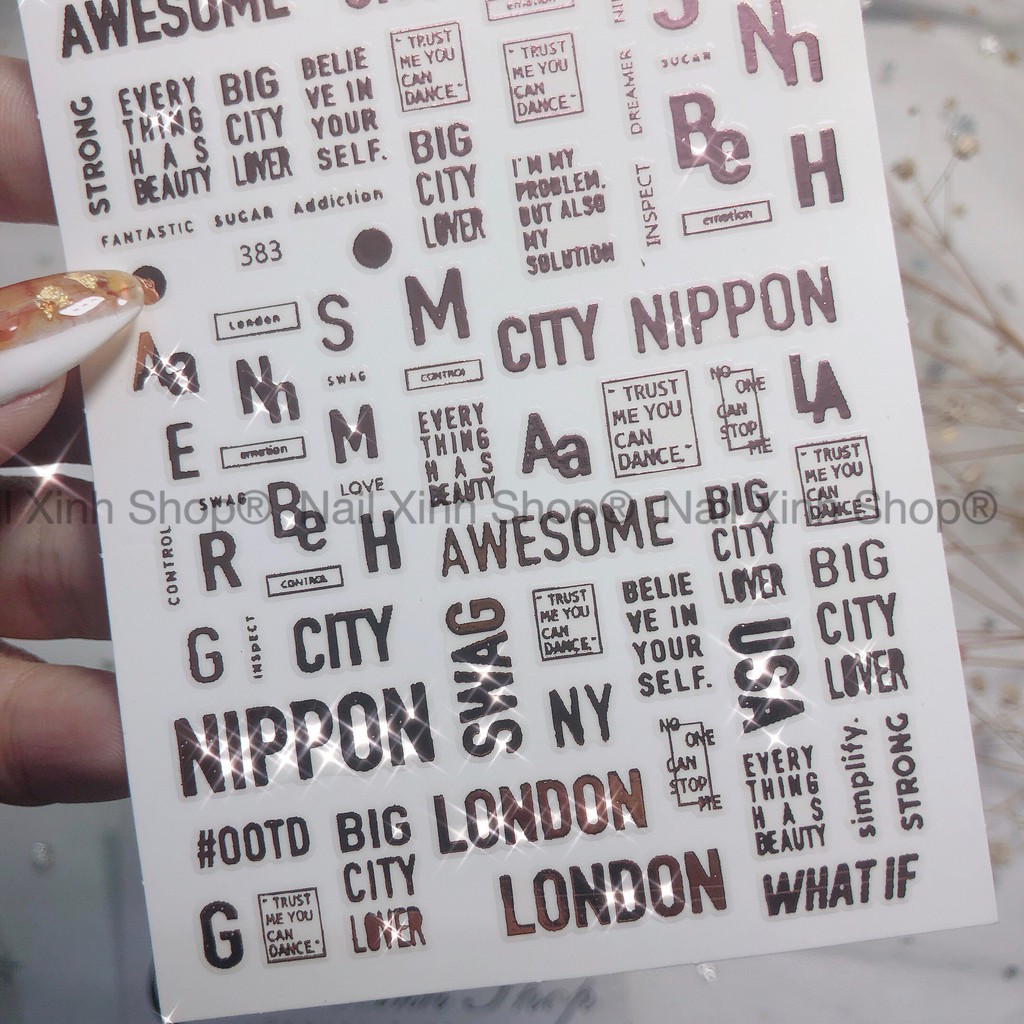 AWESOME
emotion
STRONG
EVERY
THING
HAS
BEAUTY
BIG
CITY
LOVER
BELIE
VE IN
YOUR
SELF.
"TRUST
ME YOU
CAN
DANCE."
"TRUST
ME YOU
CAN
DANCE."
DREAMER
SUGAR
Nh
FANTASTIC
SUGAR
Addiction
383
BIG
CITY
LOVER
I'M MY
PROBLEM.
BUT ALSO
MY
SOLUTION
INSPECT
Be
emotion
H
London
S
M
CITY
NIPPON
Aa
Nh
SWAG
CONTROL
EVERY
THING
HAS
BEAUTY
Aa
"TRUST
ME YOU
CAN
DANCE."
NO
ONE
CAN
STOP
ME
LA
E
emotion
M
LOVE
"TRUST
ME YOU
CAN
DANCE."
SWAG
Be
H
CONTROL
R
CONTROL
AWESOME
BIG
CITY
LOVER
BIG
CITY
LOVER
Nail Xinh Shop® Nail Xinh Shop®
G
INSPECT
CITY
SWAG
"TRUST
ME YOU
CAN
DANCE."
BELIE
VE IN
YOUR
SELF.
USA
NIPPON
NY
NO
ONE
CAN
STOP
ME
EVERY
THING
HAS
BEAUTY
simplify.
STRONG
#OOTD
BIG
CITY
LOVER
LONDON
G
"TRUST
ME YOU
CAN
DANCE."
LONDON
WHAT IF